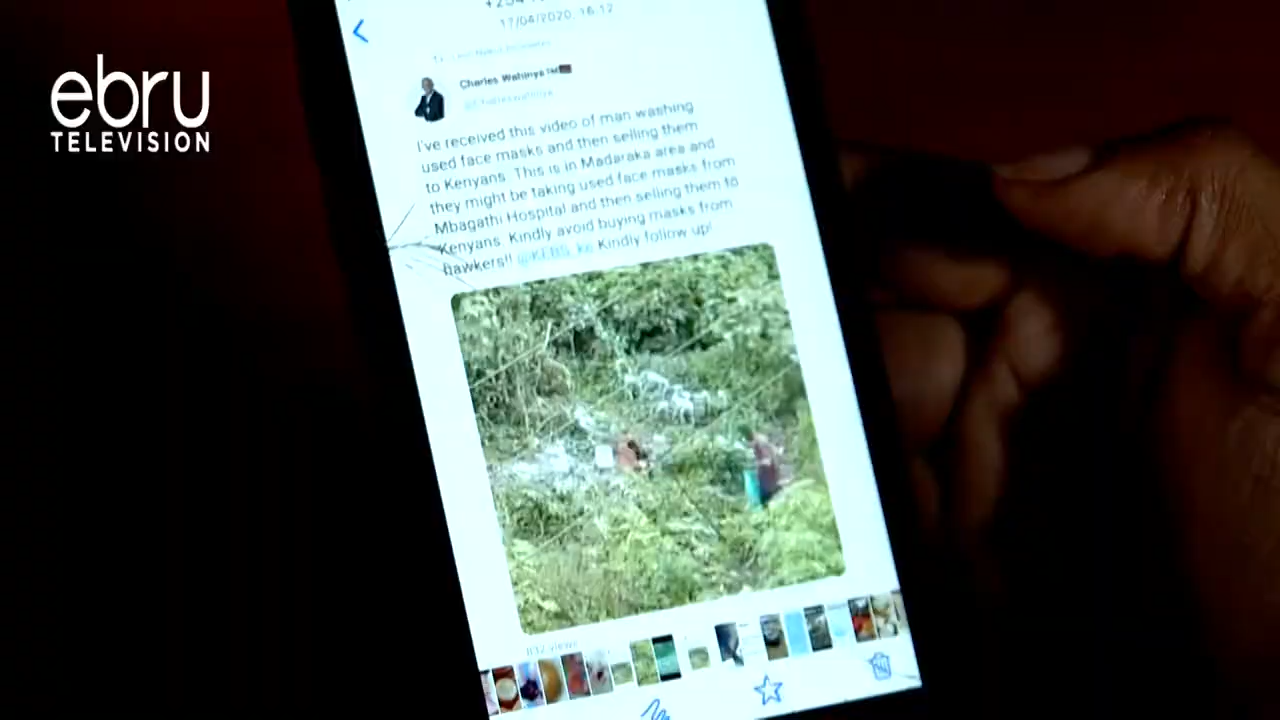 ebru
TELEVISION
17/04/2020, 16:12
Charles Wahinya
I've received this video of man washing
used face masks and then selling them
to Kenyans. This is in Madaraka area and
they might be taking used face masks from
Mbagathi Hospital and then selling them to
Kenyans. Kindly avoid buying masks from
hawkers!! @KEBS_ke Kindly follow up!
832 views